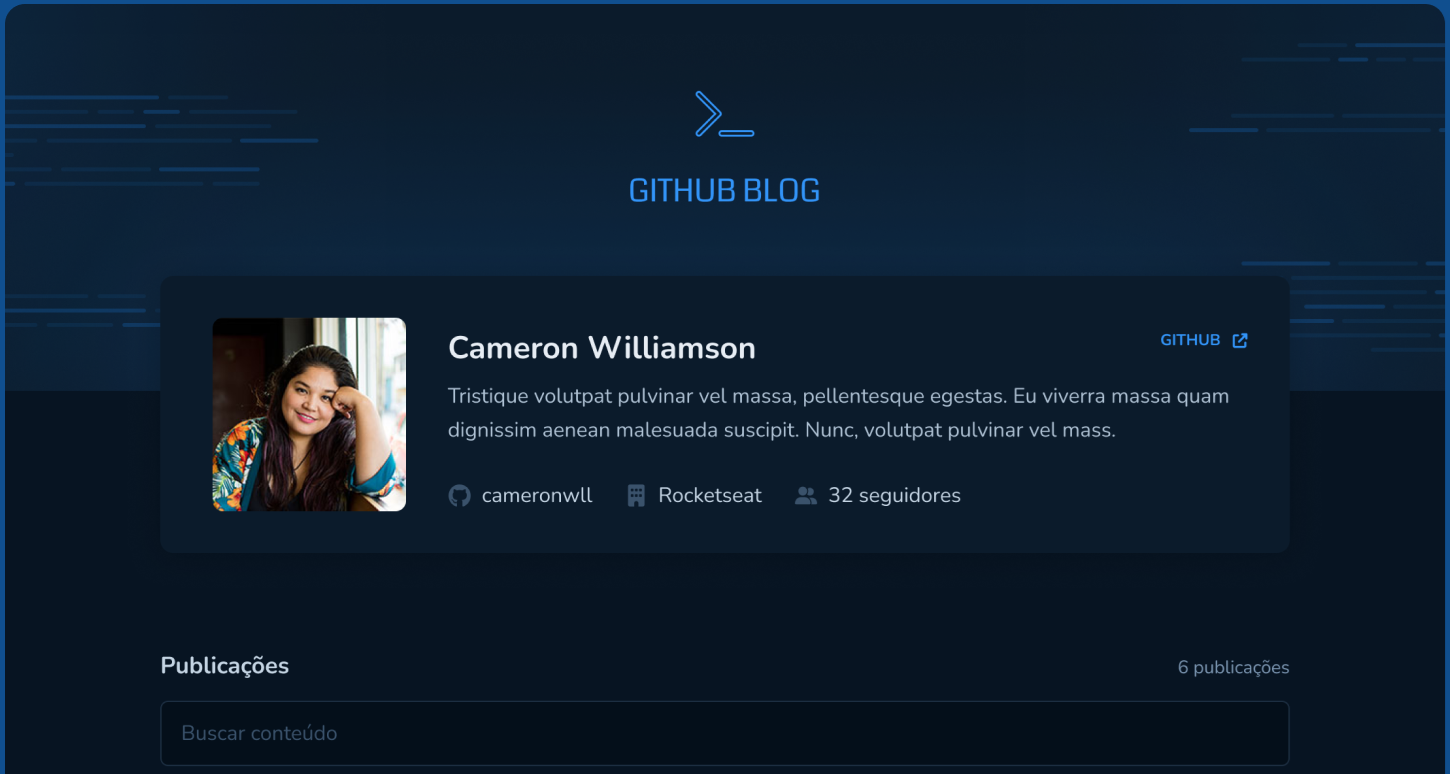 GITHUB BLOG
Cameron Williamson
GITHUB
Tristique volutpat pulvinar vel massa, pellentesque egestas. Eu viverra massa quam
dignissim aenean malesuada suscipit. Nunc, volutpat pulvinar vel mass.
cameronwll Rocketseat 32 seguidores
Publicações
6 publicações
Buscar conteúdo